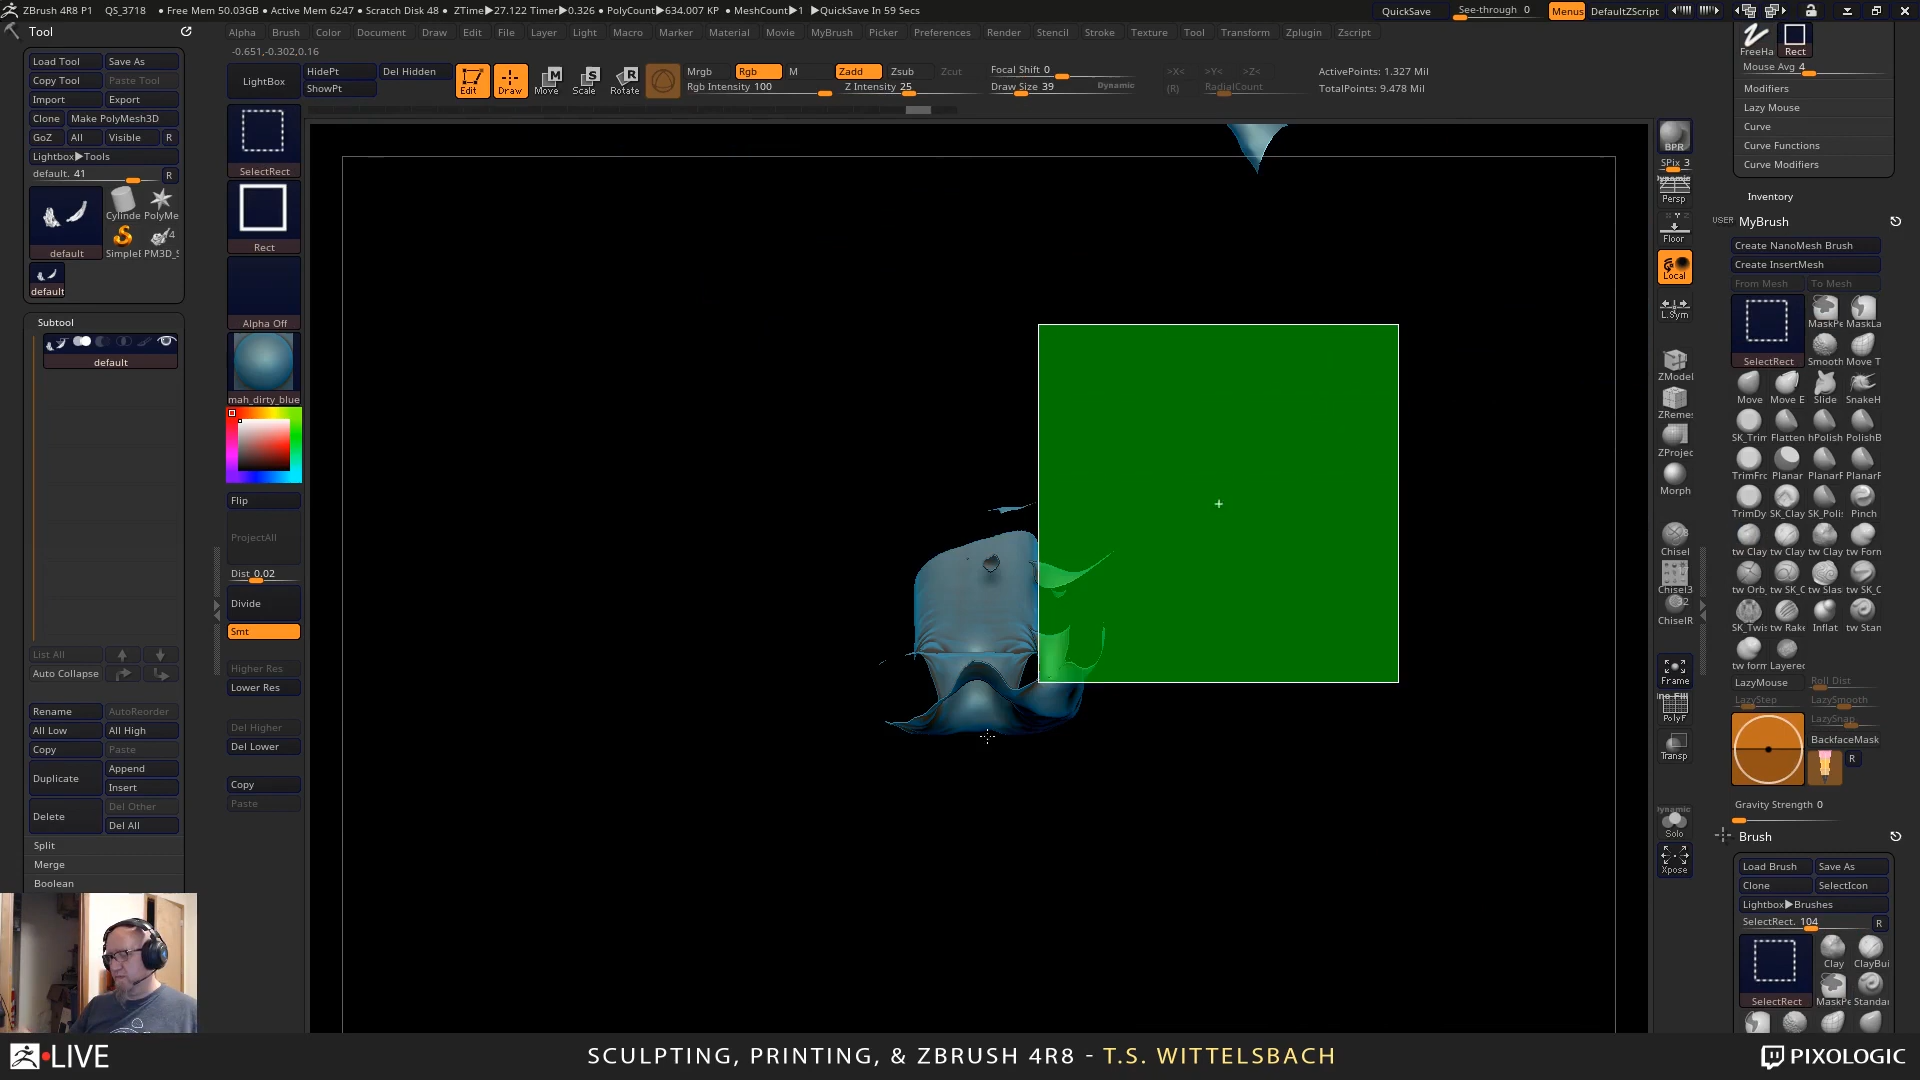 ZBrush 4R8 P1 QS_3718 • Free Mem 50.03GB • Active Mem 6247 • Scratch Disk 48 • ZTime▶27.122 Timer▶0.326 • PolyCount▶634.007 KP • MeshCount▶1 ▶QuickSave In 59 Secs QuickSave See-through 0 Menus DefaultZScript
Tool
Alpha Brush Color Document Draw Edit File Layer Light Macro Marker Material Movie MyBrush Picker Preferences Render Stencil Stroke Texture Tool Transform Zplugin Zscript
-0.651,-0.302,0.16
Load Tool Save As
Copy Tool Paste Tool
Import Export
Clone Make PolyMesh3D
GoZ All Visible R
Lightbox▶Tools
default. 41 R
Cylinde PolyMe
4
default Simplel PM3D_S
default
Subtool
default
List All
Auto Collapse
Rename AutoReorder
All Low All High
Copy Paste
Duplicate Append
Insert
Delete Del Other
Del All
Split
Merge
Boolean
LightBox HidePt Del Hidden
ShowPt
Edit Draw Move Scale Rotate
Mrgb Rgb M Zadd Zsub Zcut
Rgb Intensity 100 Z Intensity 25
Focal Shift 0
Draw Size 39 Dynamic
>X< >Y< >Z<
(R) RadialCount
ActivePoints: 1.327 Mil
TotalPoints: 9.478 Mil
SelectRect
Rect
Alpha Off
mah_dirty_blue
Flip
ProjectAll
Dist 0.02
Divide
Smt
Higher Res
Lower Res
Del Higher
Del Lower
Copy
Paste
BPR
SPix 3
Dynamic
Persp
Floor
Local
L.Sym
ZModel
ZRemes
ZProjec
Morph
Chisel
Chisel3
ChiselR
Frame
PolyF
Transp
Dynamic
Solo
Xpose
FreeHa Rect
Mouse Avg 4
Modifiers
Lazy Mouse
Curve
Curve Functions
Curve Modifiers
Inventory
USER MyBrush
Create NanoMesh Brush
Create InsertMesh
From Mesh To Mesh
MaskPe MaskLa
SelectRect Smooth Move T
Move Move E Slide SnakeH
SK_Trim Flatten hPolish PolishB
TrimFro Planar PlanarF PlanarF
TrimDy SK_Clay SK_Polis Pinch
tw Clay tw Clay tw Clay tw Form
tw Orb_ tw SK_C tw Slas tw SK_C
SK_Twis tw Rake Inflat tw Stan
tw form Layered
LazyMouse Roll Dist
LazyStep LazySmooth
LazySnap
BackfaceMask
R
Gravity Strength 0
Brush
Load Brush Save As
Clone SelectIcon
Lightbox▶Brushes
SelectRect. 104 R
Clay ClayBui
SelectRect MaskPe Standa
LIVE
SCULPTING, PRINTING, & ZBRUSH 4R8 - T.S. WITTELSBACH
PIXOLOGIC